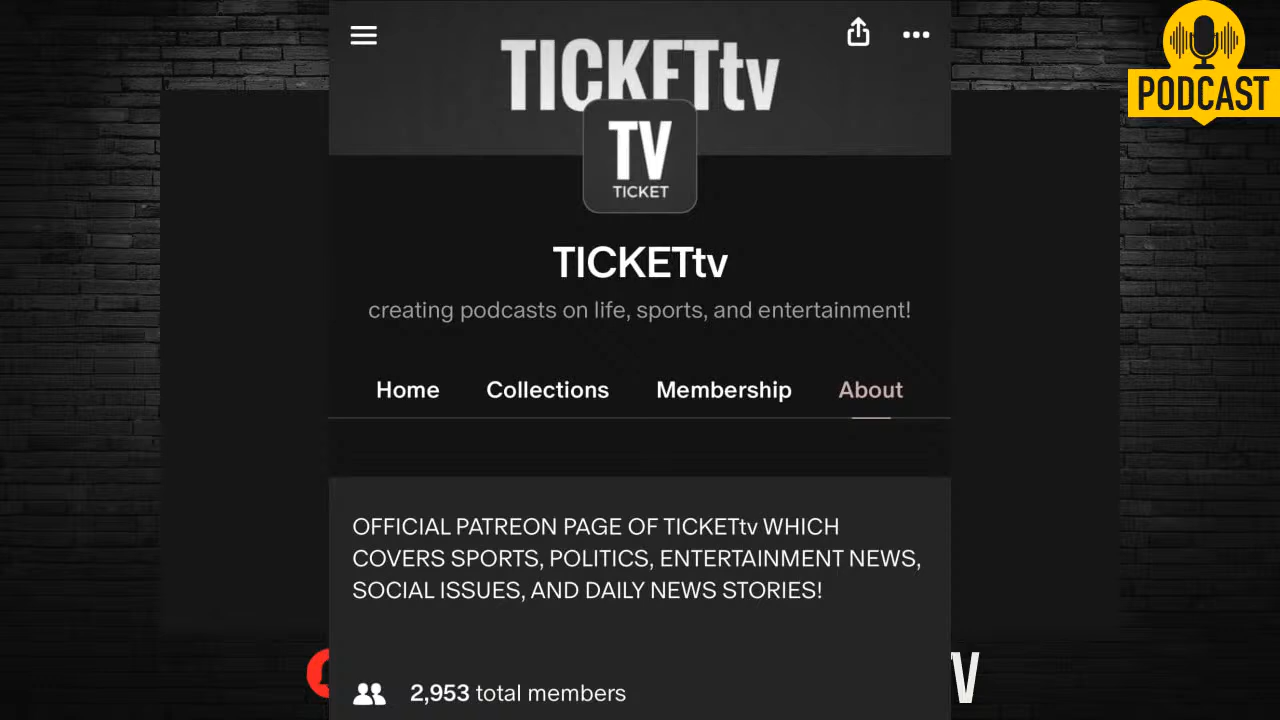 TICKETtv
PODCAST
TV
TICKET
TICKETtv
creating podcasts on life, sports, and entertainment!
Home Collections Membership About
OFFICIAL PATREON PAGE OF TICKETtv WHICH
COVERS SPORTS, POLITICS, ENTERTAINMENT NEWS,
SOCIAL ISSUES, AND DAILY NEWS STORIES!
2,953 total members